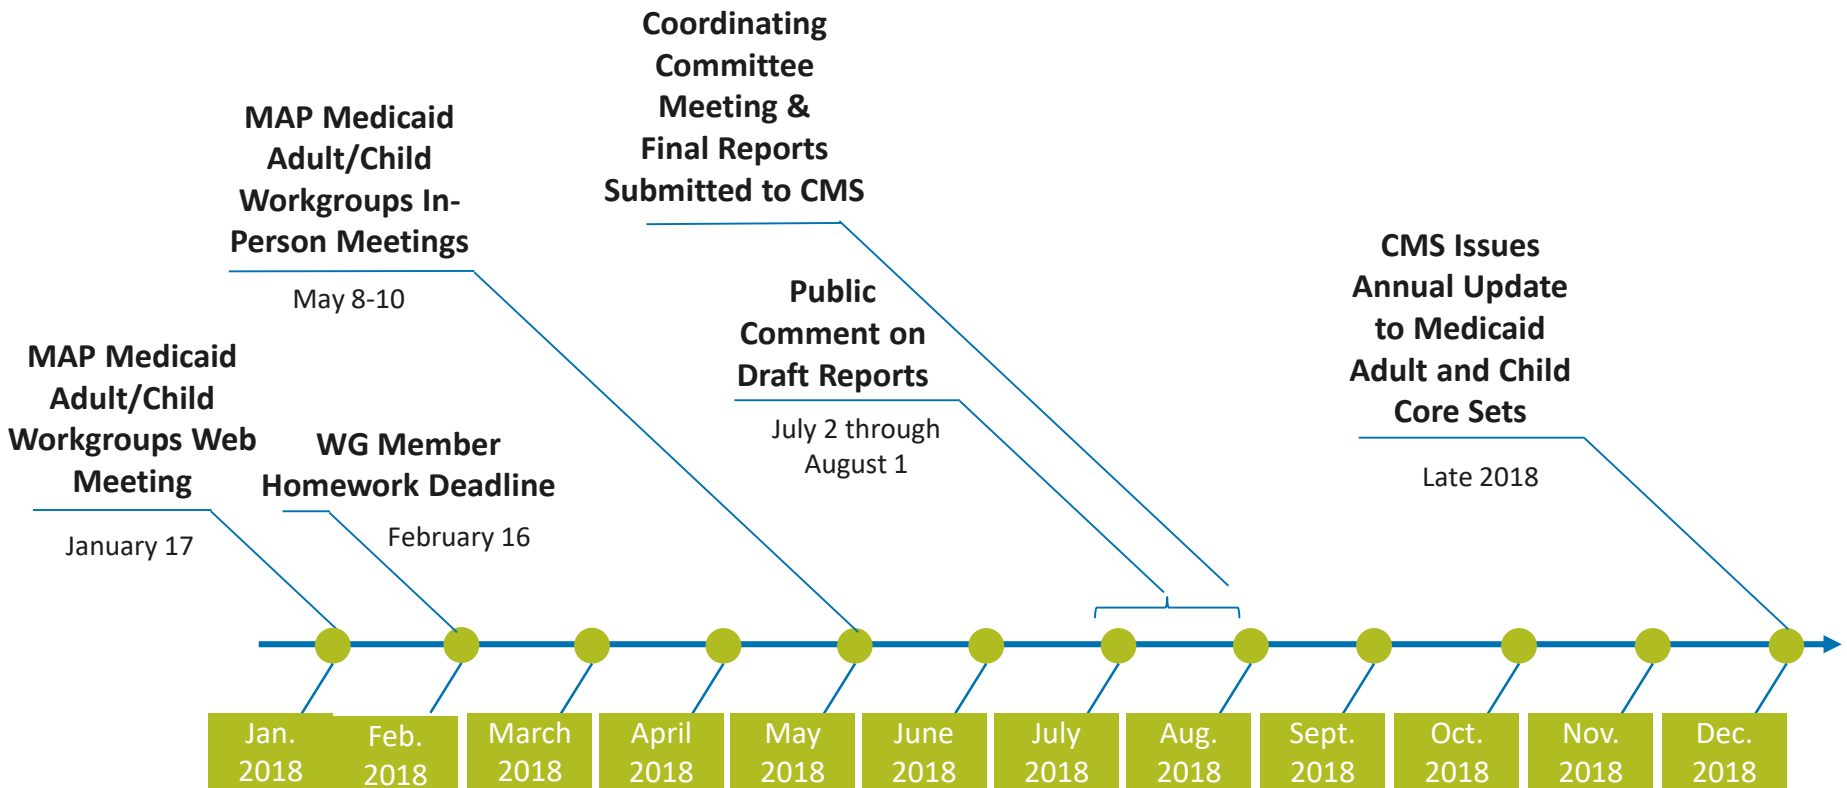 MAP Medicaid
Adult/Child
Workgroups Web
Meeting
January 17
WG Member
Homework Deadline
February 16
MAP Medicaid
Adult/Child
Workgroups In-
Person Meetings
May 8-10
Coordinating
Committee
Meeting &
Final Reports
Submitted to CMS
Public
Comment on
Draft Reports
July 2 through
August 1
CMS Issues
Annual Update
to Medicaid
Adult and Child
Core Sets
Late 2018
Jan.
2018
Feb.
2018
March
2018
April
2018
May
2018
June
2018
July
2018
Aug.
2018
Sept.
2018
Oct.
2018
Nov.
2018
Dec.
2018